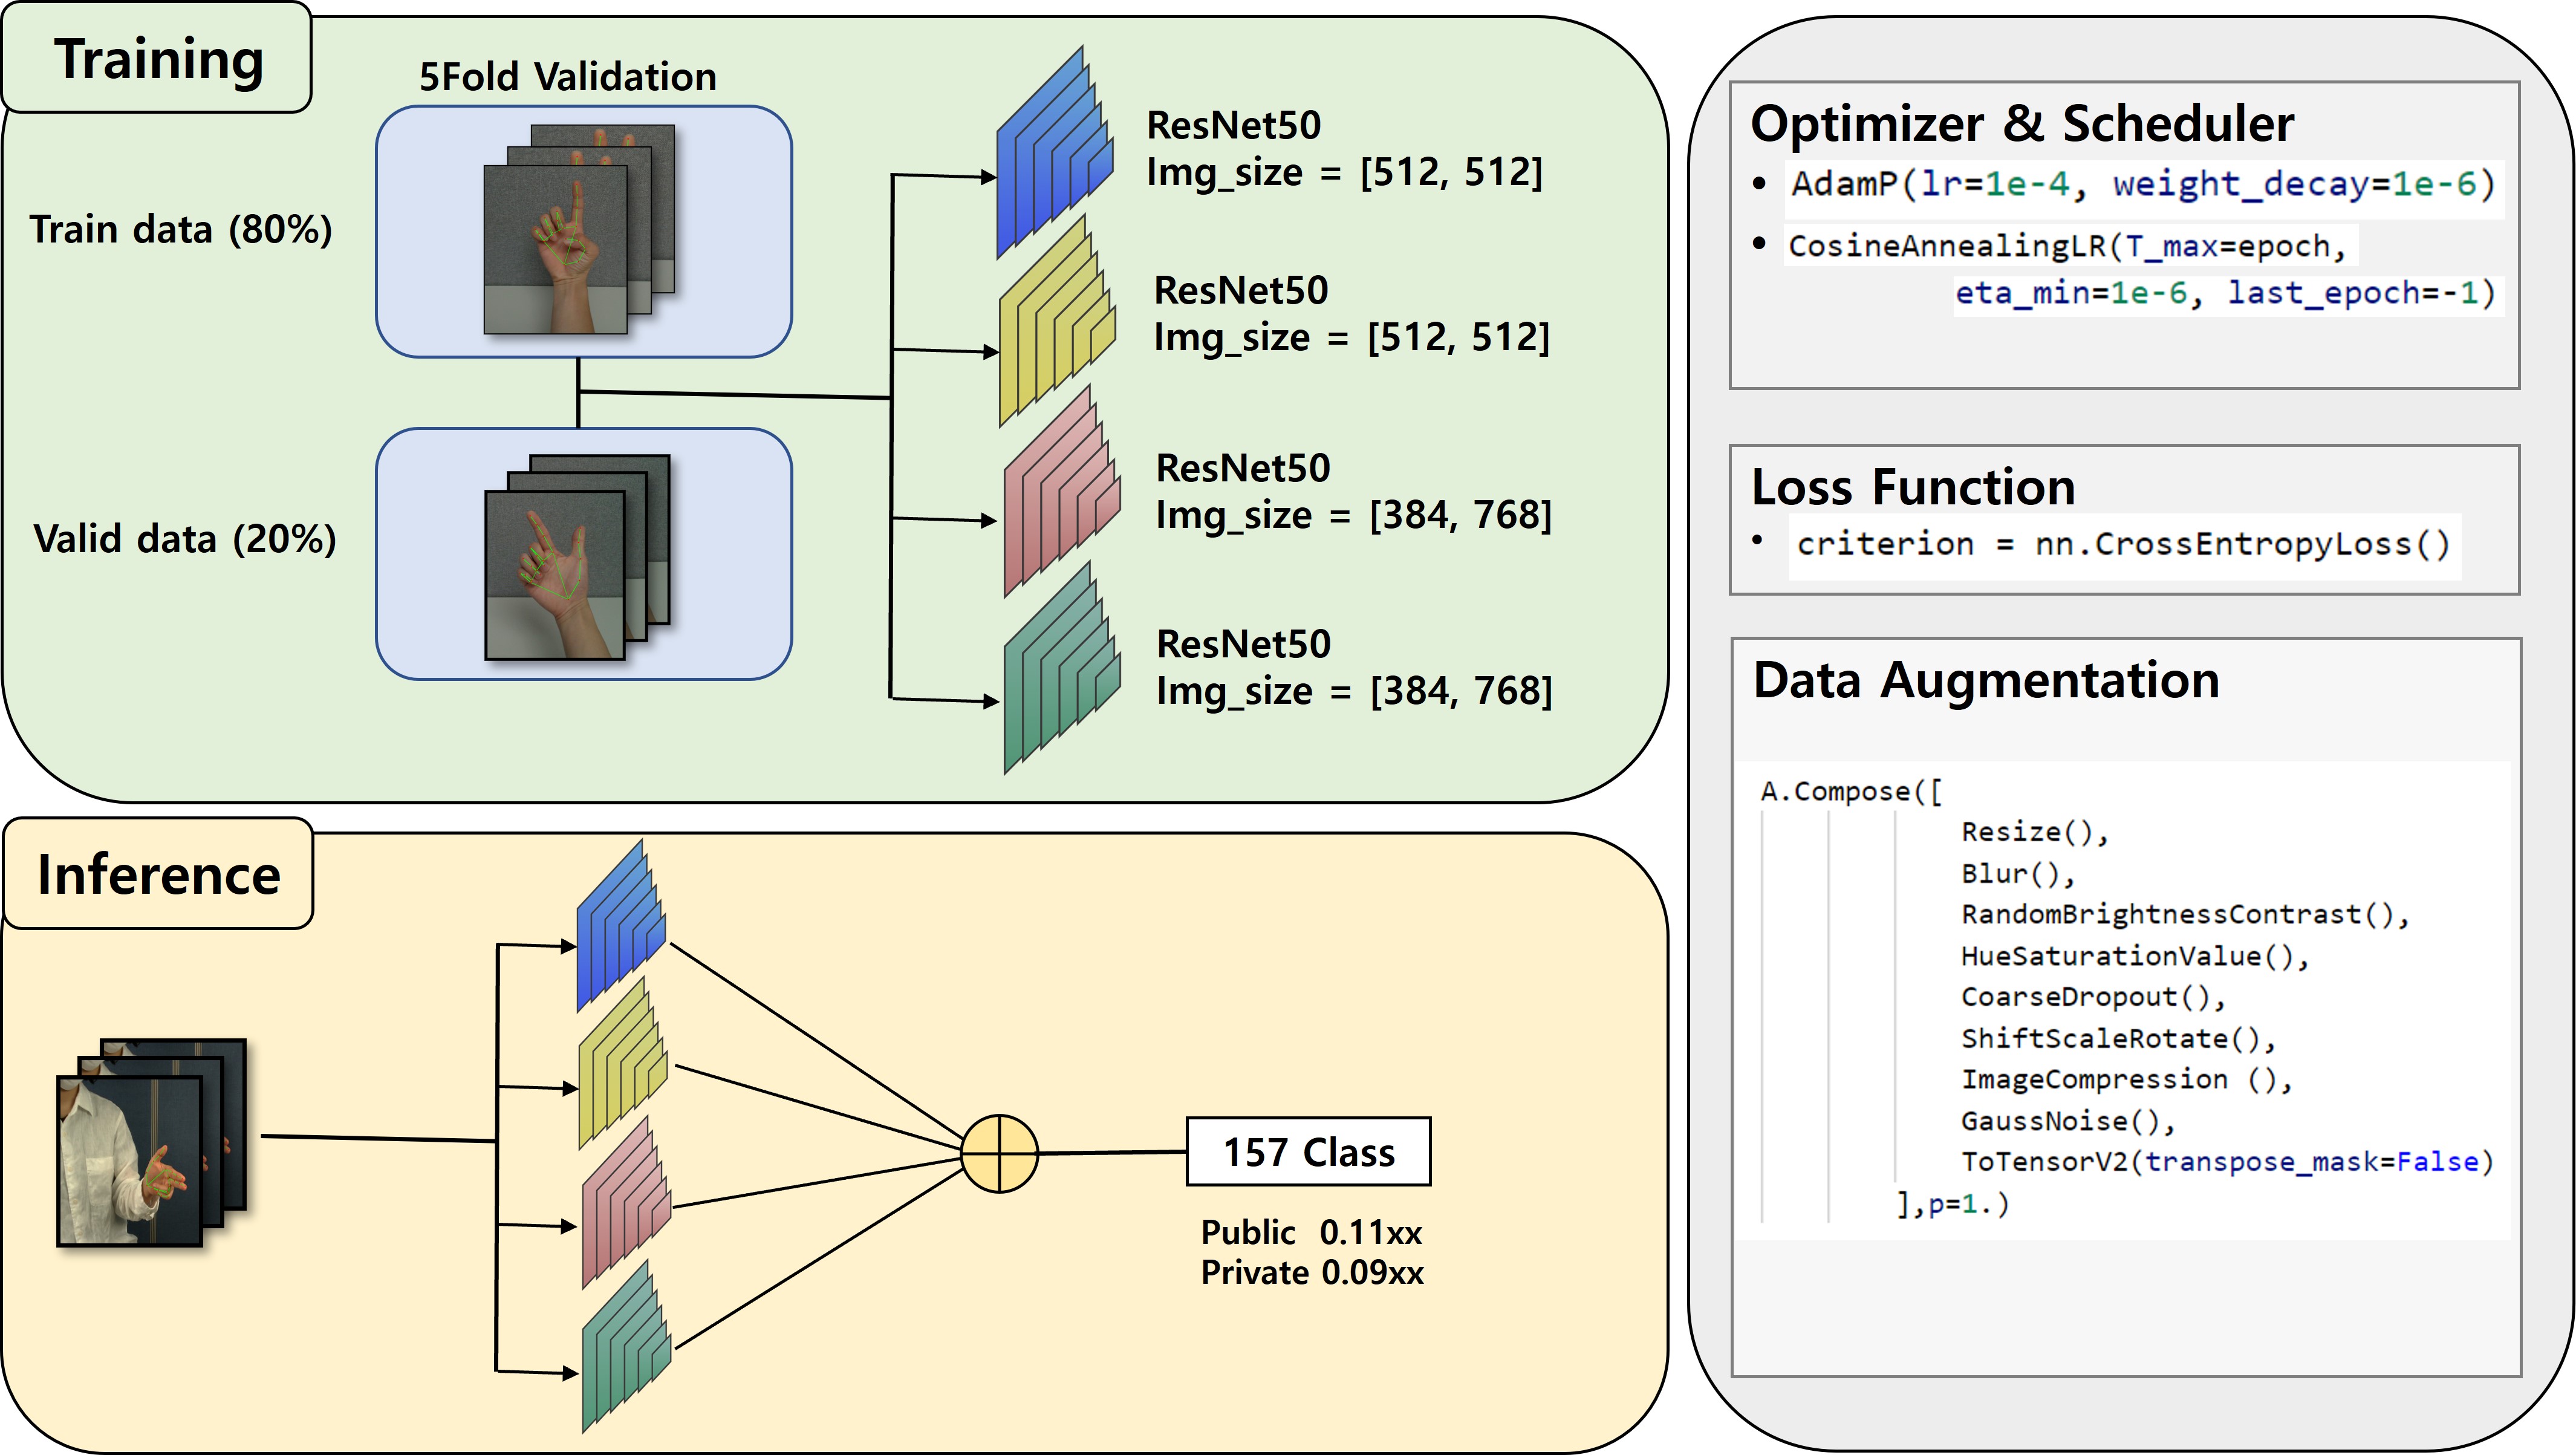 Training
5Fold Validation
Train data (80%)
Valid data (20%)
ResNet50
Img_size = [512, 512]
ResNet50
Img_size = [512, 512]
ResNet50
Img_size = [384, 768]
ResNet50
Img_size = [384, 768]
Inference
157 Class
Public 0.11xx
Private 0.09xx
Optimizer & Scheduler
• AdamP(lr=1e-4, weight_decay=1e-6)
• CosineAnnealingLR(T_max=epoch,
eta_min=1e-6, last_epoch=-1)
Loss Function
• criterion = nn.CrossEntropyLoss()
Data Augmentation
A.Compose([
Resize(),
Blur(),
RandomBrightnessContrast(),
HueSaturationValue(),
CoarseDropout(),
ShiftScaleRotate(),
ImageCompression (),
GaussNoise(),
ToTensorV2(transpose_mask=False)
],p=1.)